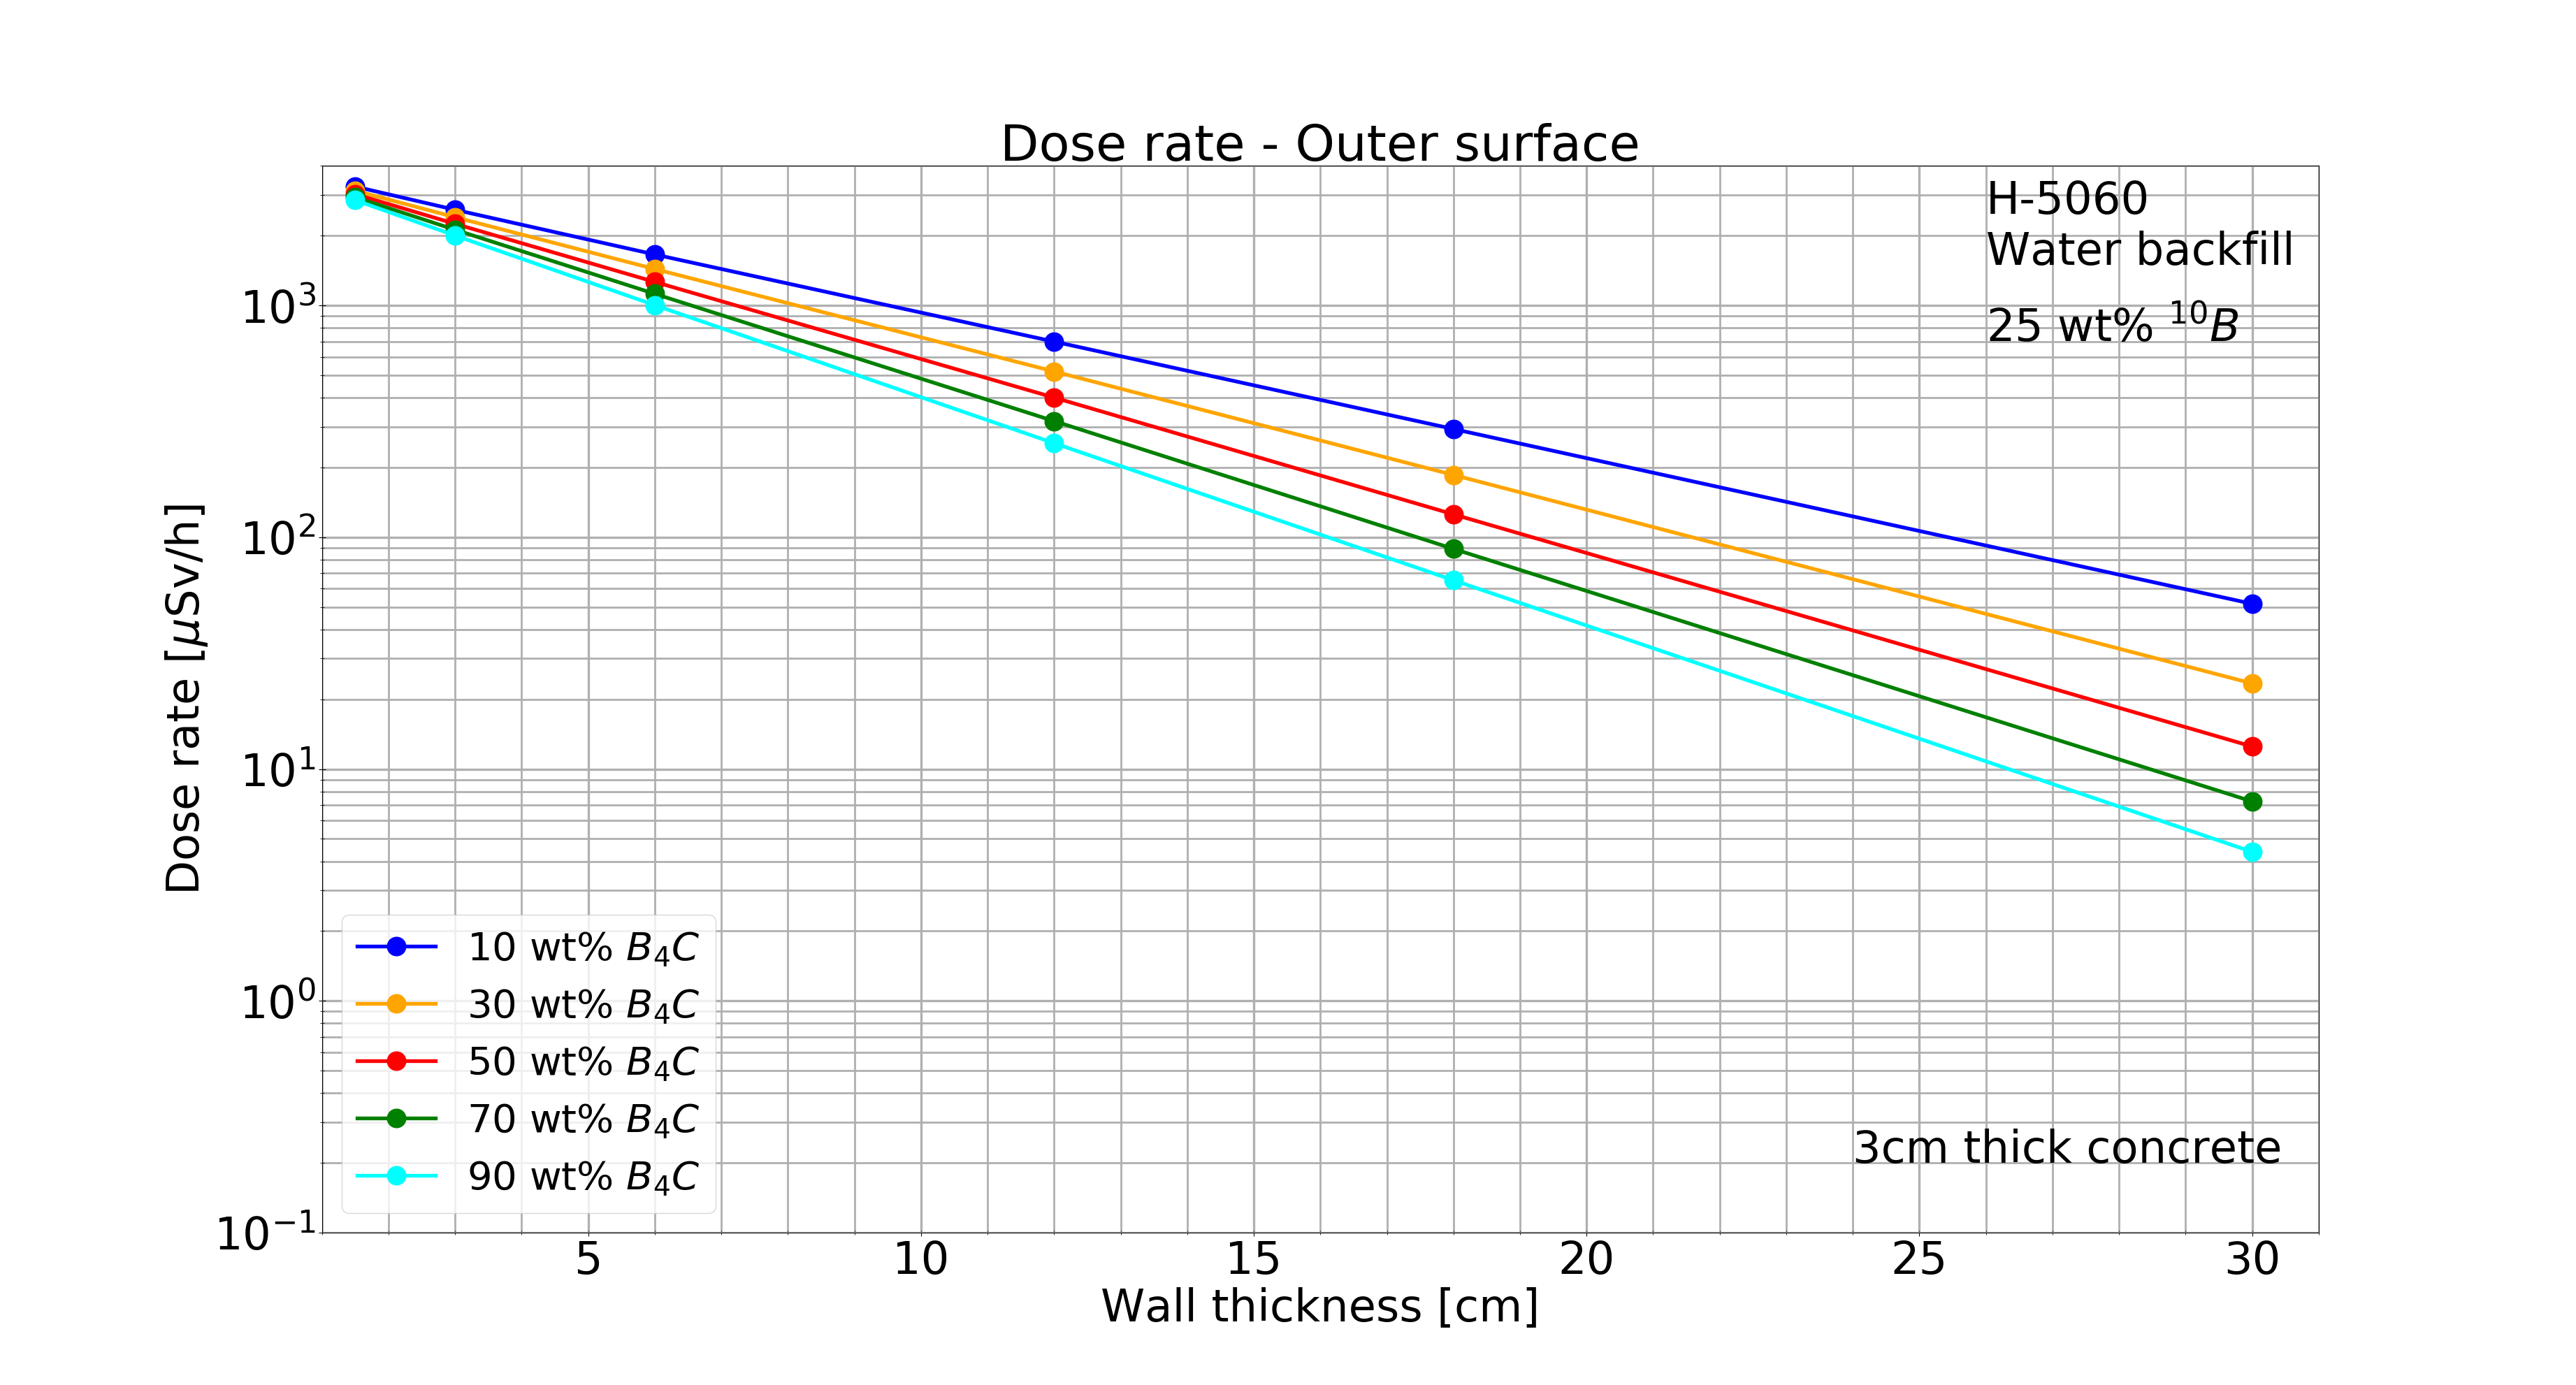 Dose rate - Outer surface
H-5060
Water backfill
25 wt% ¹⁰B
10³
10²
10¹
10⁰
10⁻¹
Dose rate [μSv/h]
10 wt% B₄C
30 wt% B₄C
50 wt% B₄C
70 wt% B₄C
90 wt% B₄C
3cm thick concrete
5 10 15 20 25 30
Wall thickness [cm]